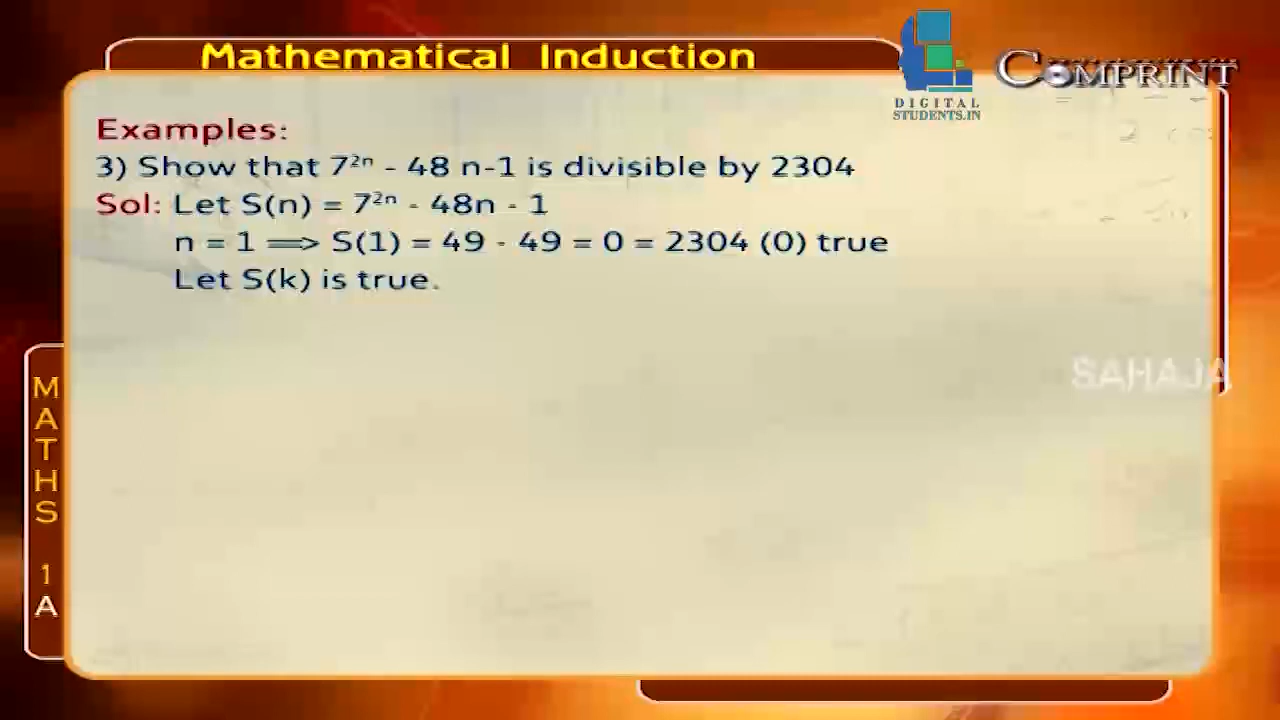 Mathematical Induction
DIGITAL
STUDENTS.IN
COMPRINT
Examples:
3) Show that 7²ⁿ - 48 n-1 is divisible by 2304
Sol: Let S(n) = 7²ⁿ - 48n - 1
n = 1 ⟹ S(1) = 49 - 49 = 0 = 2304 (0) true
Let S(k) is true.
SAHAJA
MATHS 1A